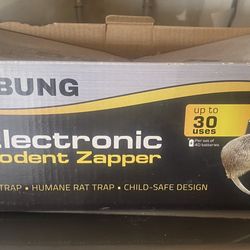 BUNG
up to
30
uses
Per set of
4D batteries
Electronic
odent Zapper
TRAP • HUMANE RAT TRAP • CHILD-SAFE DESIGN